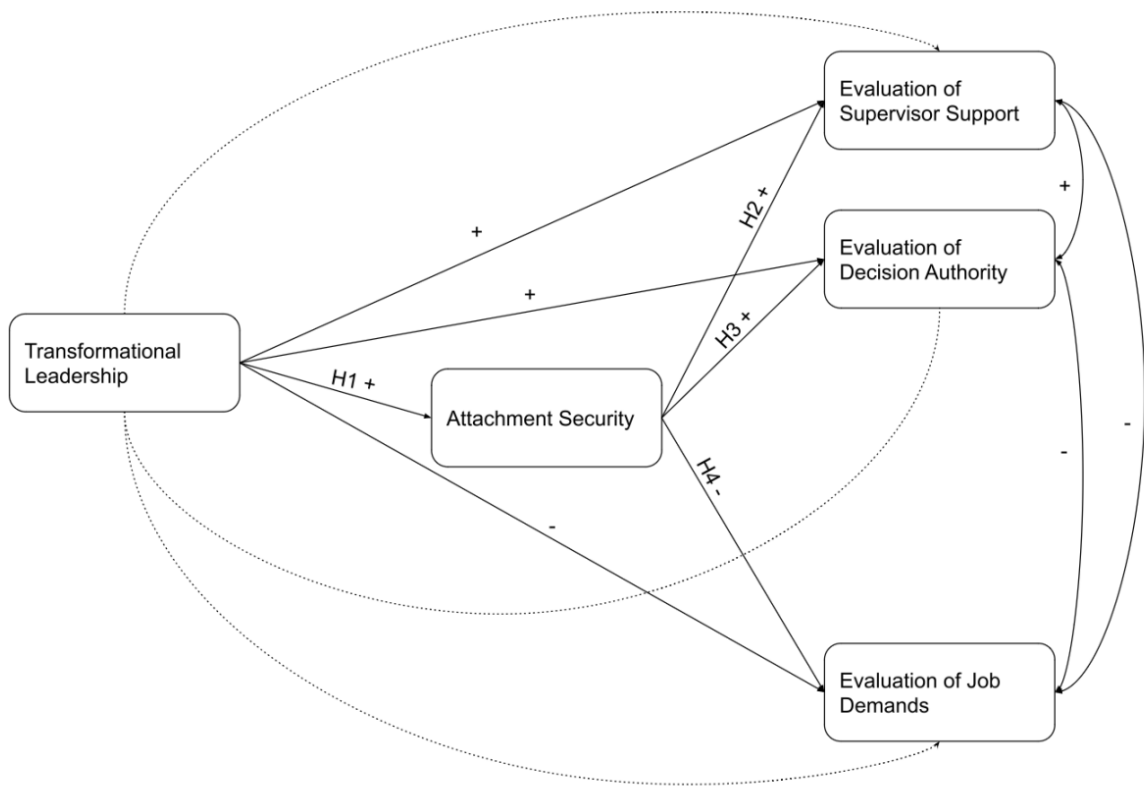 Evaluation of
Supervisor Support
+
H2 +
+
Evaluation of
Decision Authority
+
H3 +
Transformational
Leadership
H1 +
Attachment Security
-
-
H4 -
-
Evaluation of Job
Demands